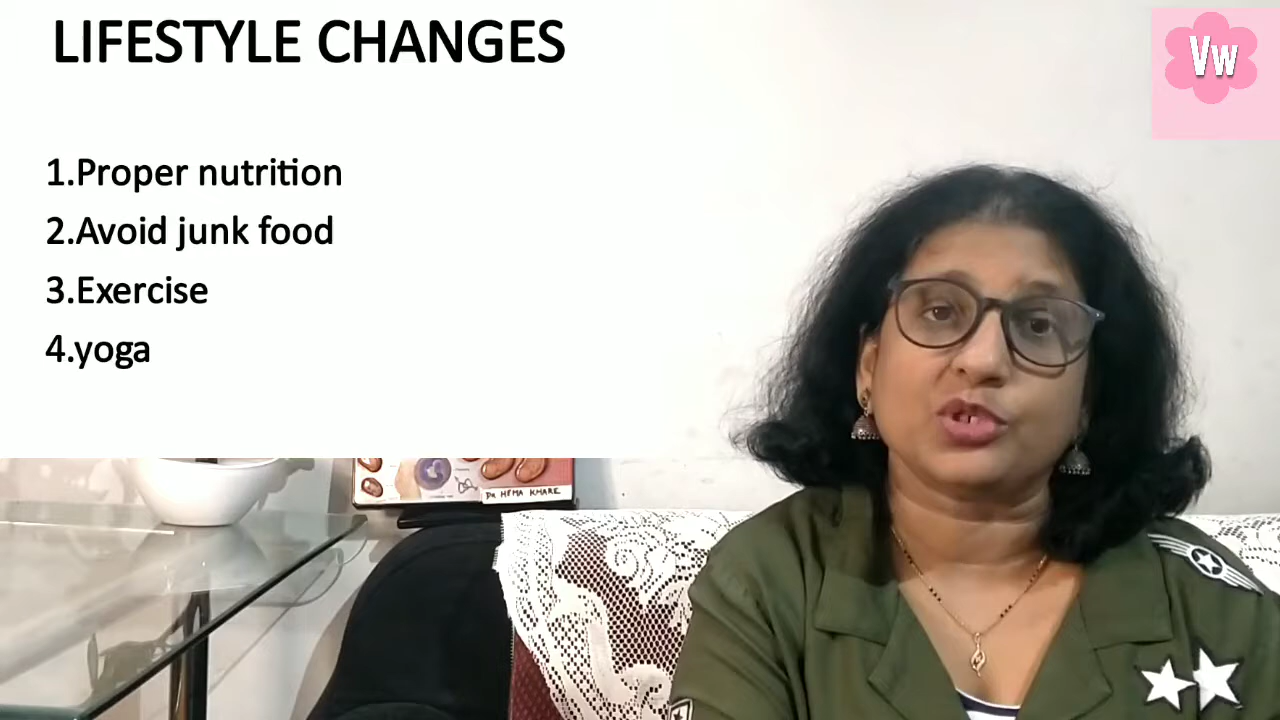 LIFESTYLE CHANGES
Vw
1.Proper nutrition
2.Avoid junk food
3.Exercise
4.yoga
DR HEMA KHARE